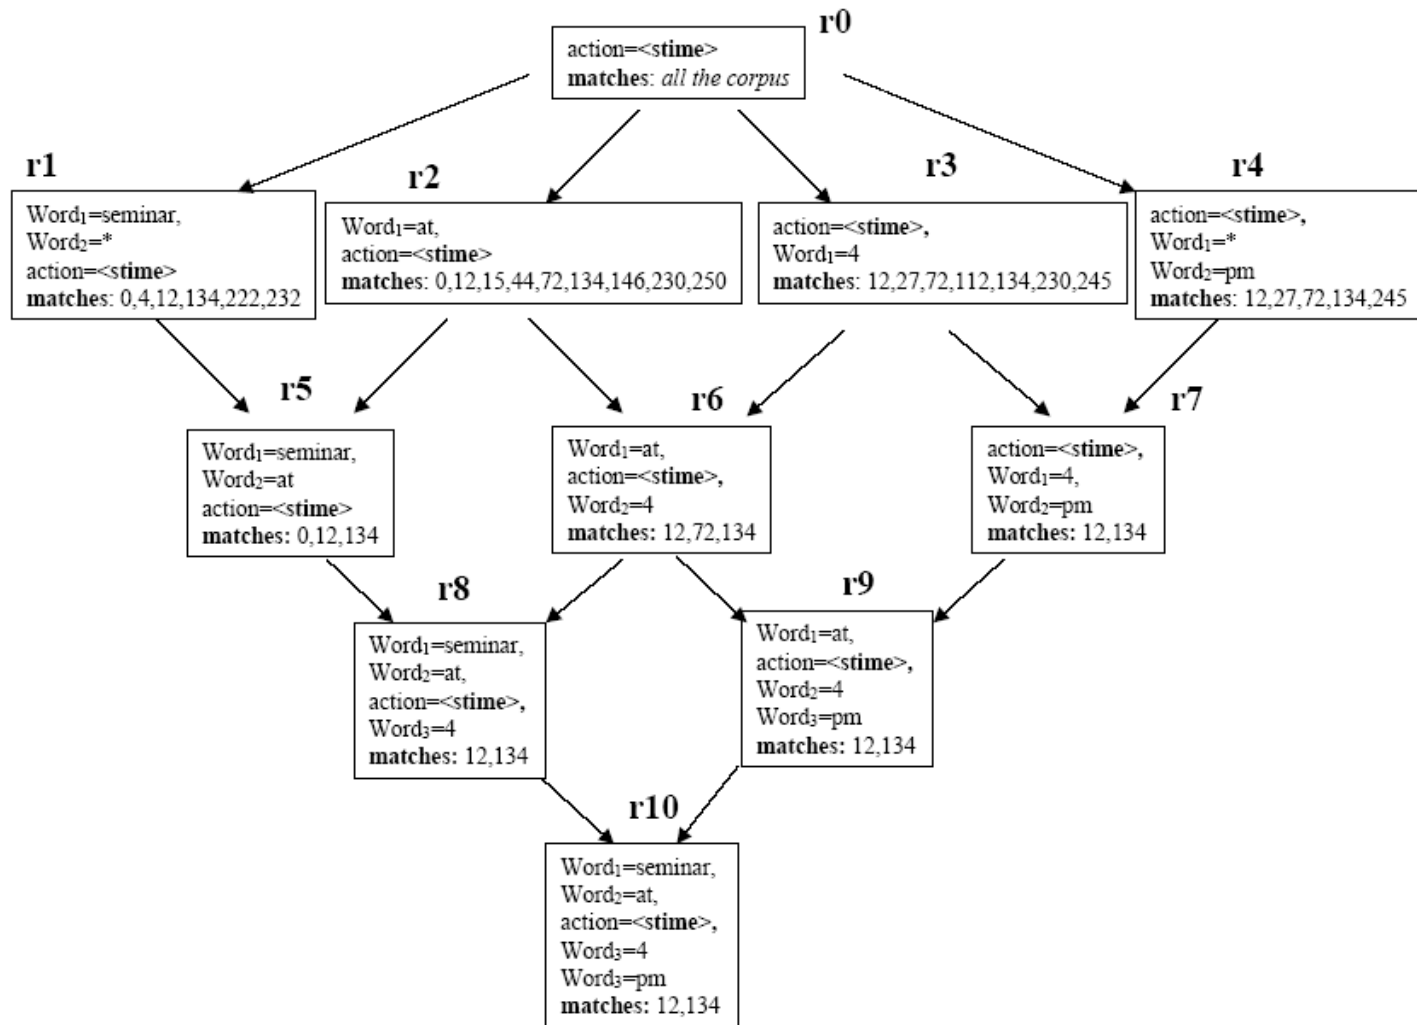 r0
action=<stime>
matches: all the corpus
r1
Word₁=seminar,
Word₂=*
action=<stime>
matches: 0,4,12,134,222,232
r2
Word₁=at,
action=<stime>
matches: 0,12,15,44,72,134,146,230,250
r3
action=<stime>,
Word₁=4
matches: 12,27,72,112,134,230,245
r4
action=<stime>,
Word₁=*
Word₂=pm
matches: 12,27,72,134,245
r5
Word₁=seminar,
Word₂=at
action=<stime>
matches: 0,12,134
r6
Word₁=at,
action=<stime>,
Word₂=4
matches: 12,72,134
r7
action=<stime>,
Word₁=4,
Word₂=pm
matches: 12,134
r8
Word₁=seminar,
Word₂=at,
action=<stime>,
Word₃=4
matches: 12,134
r9
Word₁=at,
action=<stime>,
Word₂=4
Word₃=pm
matches: 12,134
r10
Word₁=seminar,
Word₂=at,
action=<stime>,
Word₃=4
Word₃=pm
matches: 12,134